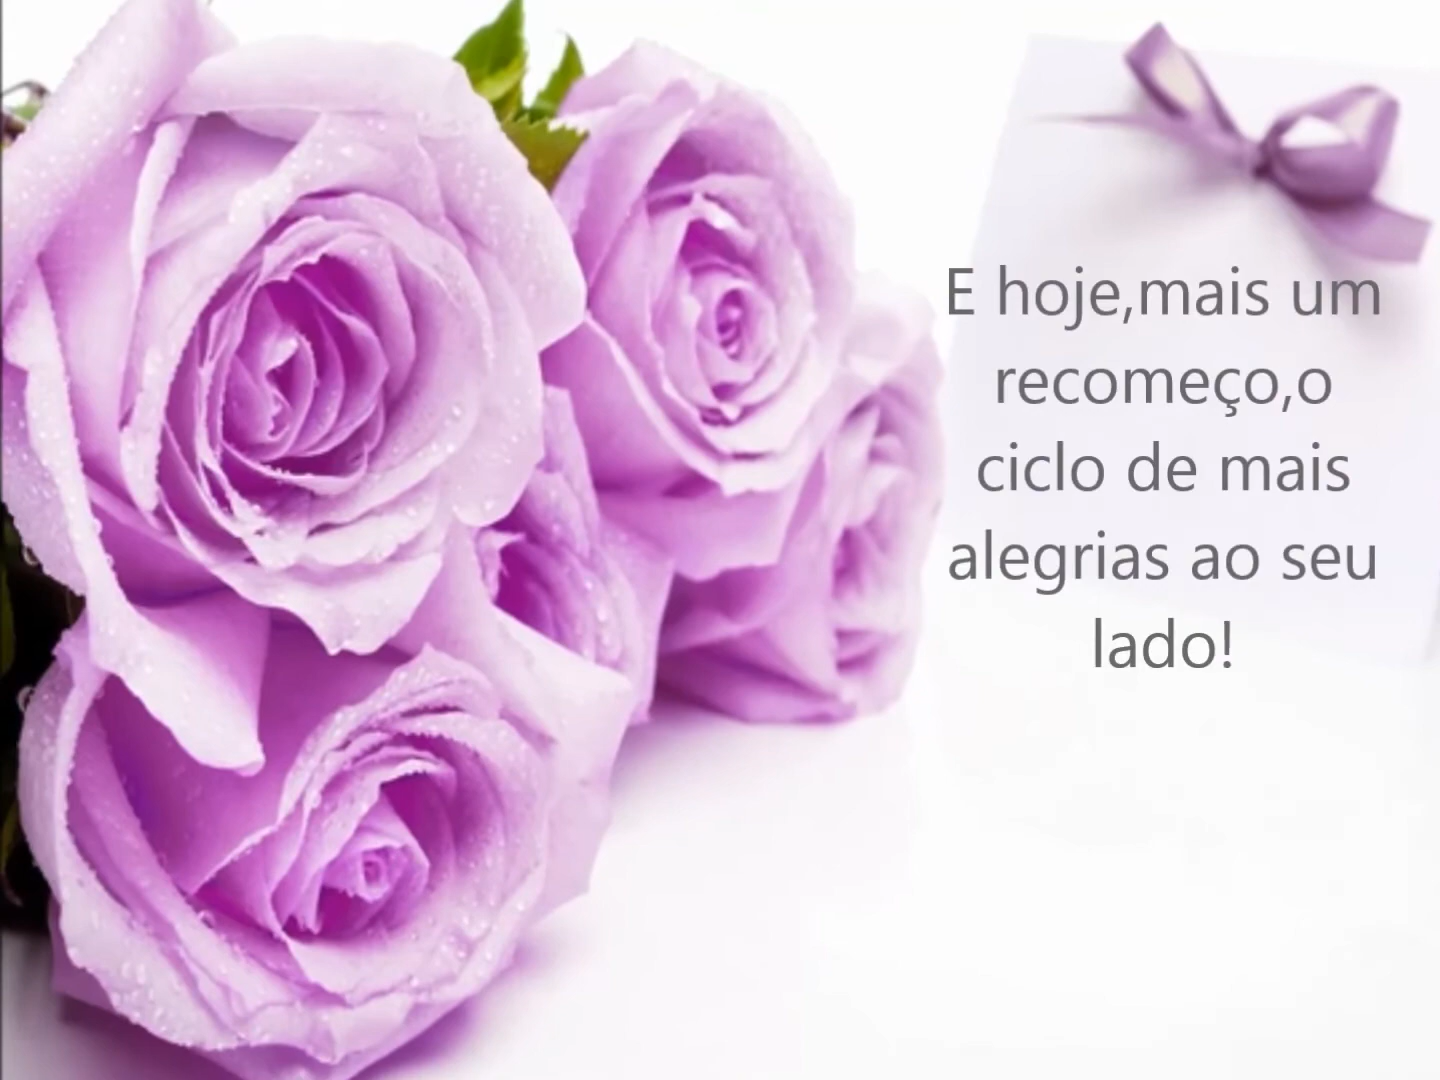 E hoje,mais um
recomeço,o
ciclo de mais
alegrias ao seu
lado!